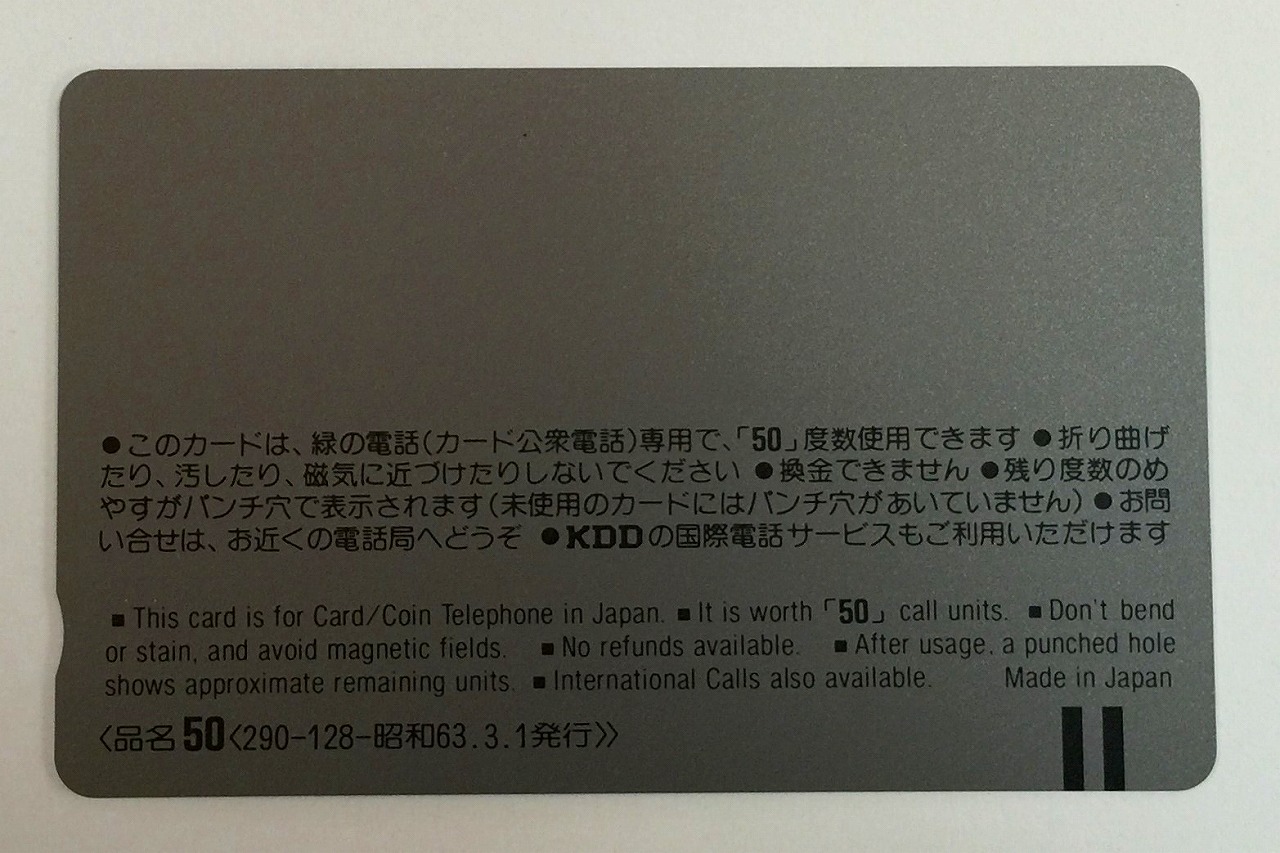 ●このカードは、緑の電話(カード公衆電話)専用で、「50」度数使用できます ●折り曲げ
たり、汚したり、磁気に近づけたりしないでください ●換金できません ●残り度数のめ
やすがパンチ穴で表示されます(未使用のカードにはパンチ穴があいていません) ●お問
い合せは、お近くの電話局へどうぞ ●KDDの国際電話サービスもご利用いただけます
■This card is for Card/Coin Telephone in Japan. ■It is worth「50」call units. ■Don't bend
or stain, and avoid magnetic fields. ■No refunds available. ■After usage, a punched hole
shows approximate remaining units. ■International Calls also available. Made in Japan
〈品名50〈290-128-昭和63.3.1発行〉〉